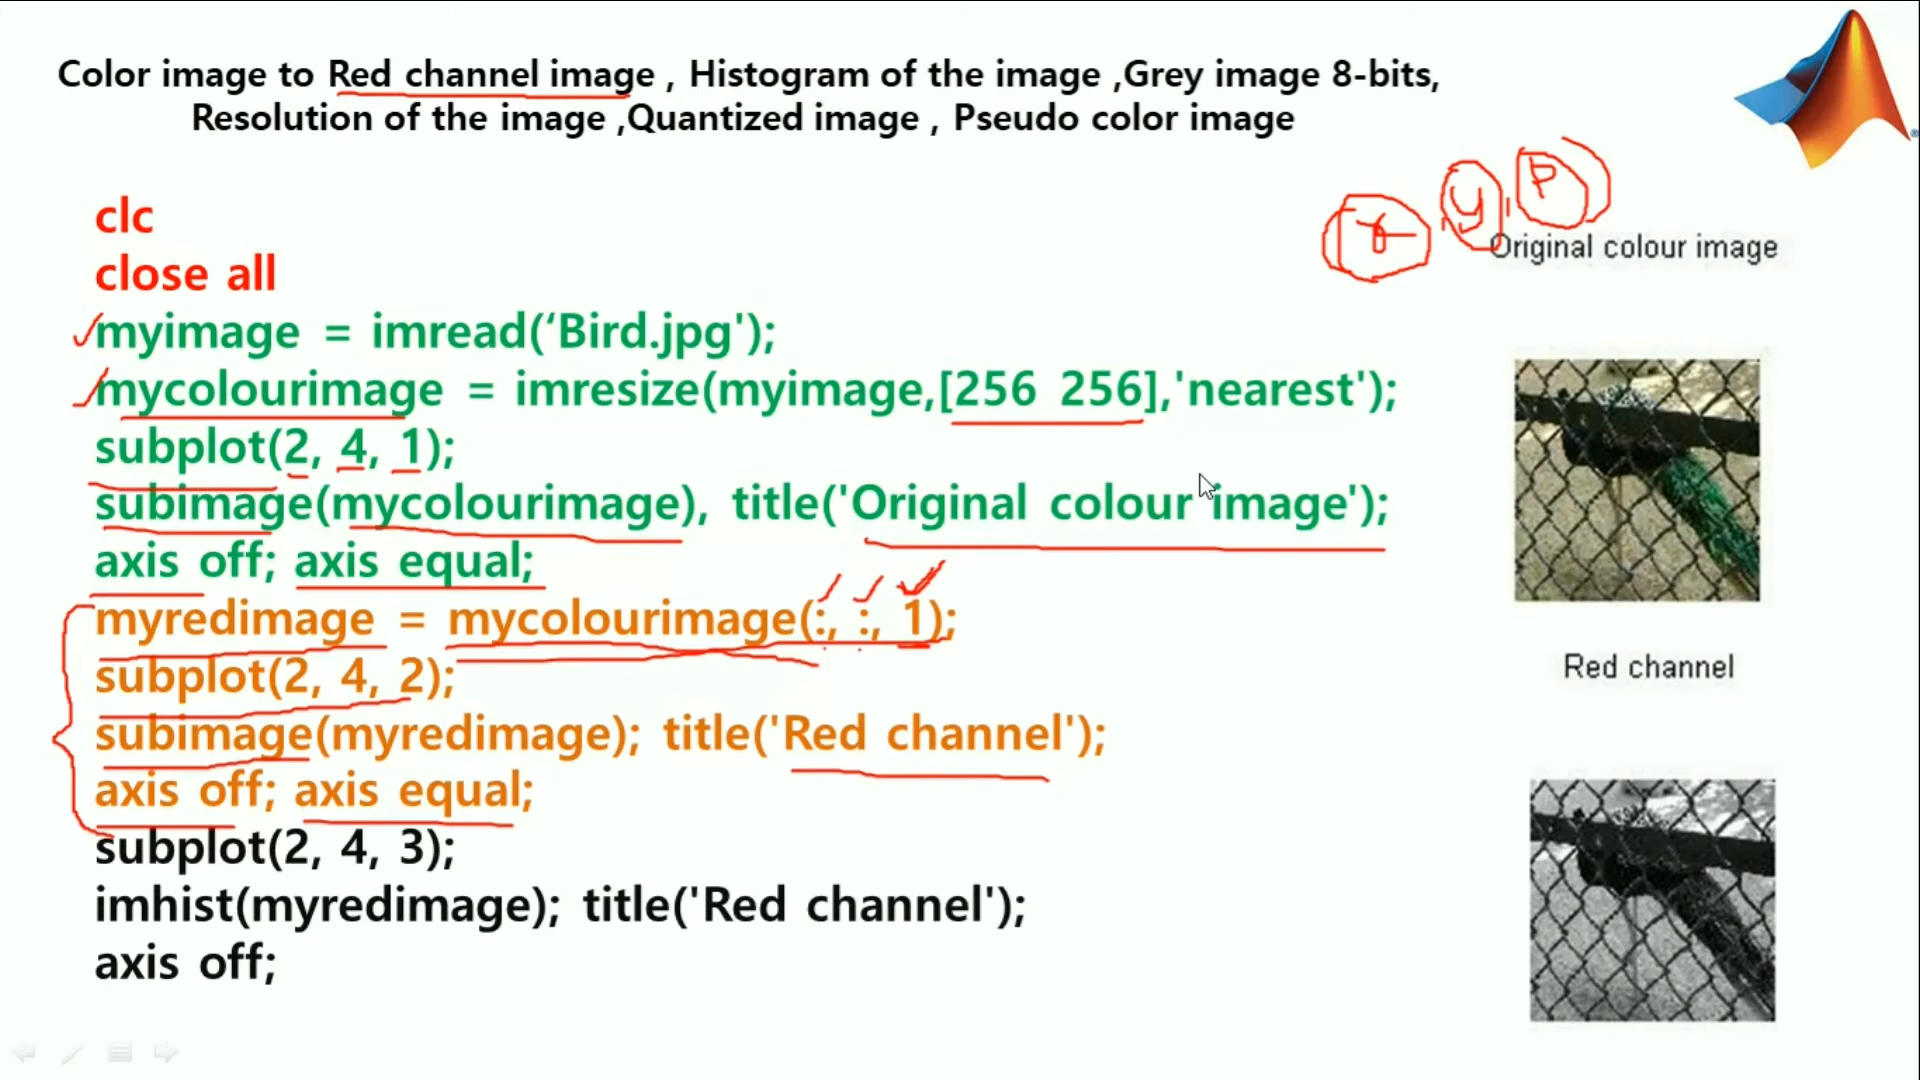 Color image to Red channel image , Histogram of the image ,Grey image 8-bits,
Resolution of the image ,Quantized image , Pseudo color image
clc
close all
myimage = imread(‘Bird.jpg');
mycolourimage = imresize(myimage,[256 256],'nearest');
subplot(2, 4, 1);
subimage(mycolourimage), title('Original colour image');
axis off; axis equal;
myredimage = mycolourimage(:, :, 1);
subplot(2, 4, 2);
subimage(myredimage); title('Red channel');
axis off; axis equal;
subplot(2, 4, 3);
imhist(myredimage); title('Red channel');
axis off;
y, P
Original colour image
Red channel
®